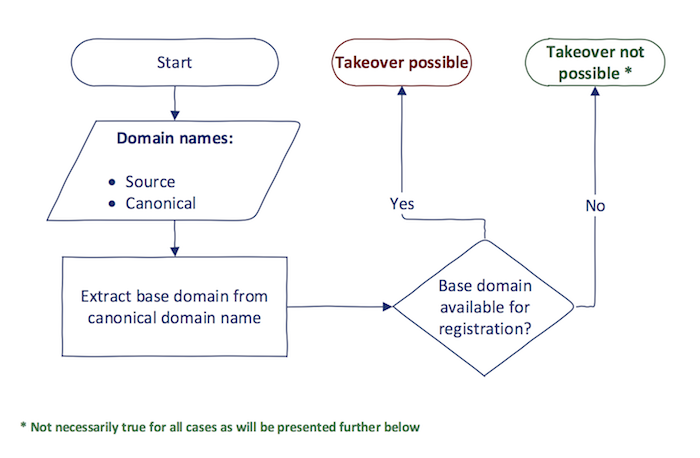 Start
Takeover possible
Takeover not
possible *
Domain names:
• Source
• Canonical
Yes
No
Extract base domain from
canonical domain name
Base domain
available for
registration?
* Not necessarily true for all cases as will be presented further below